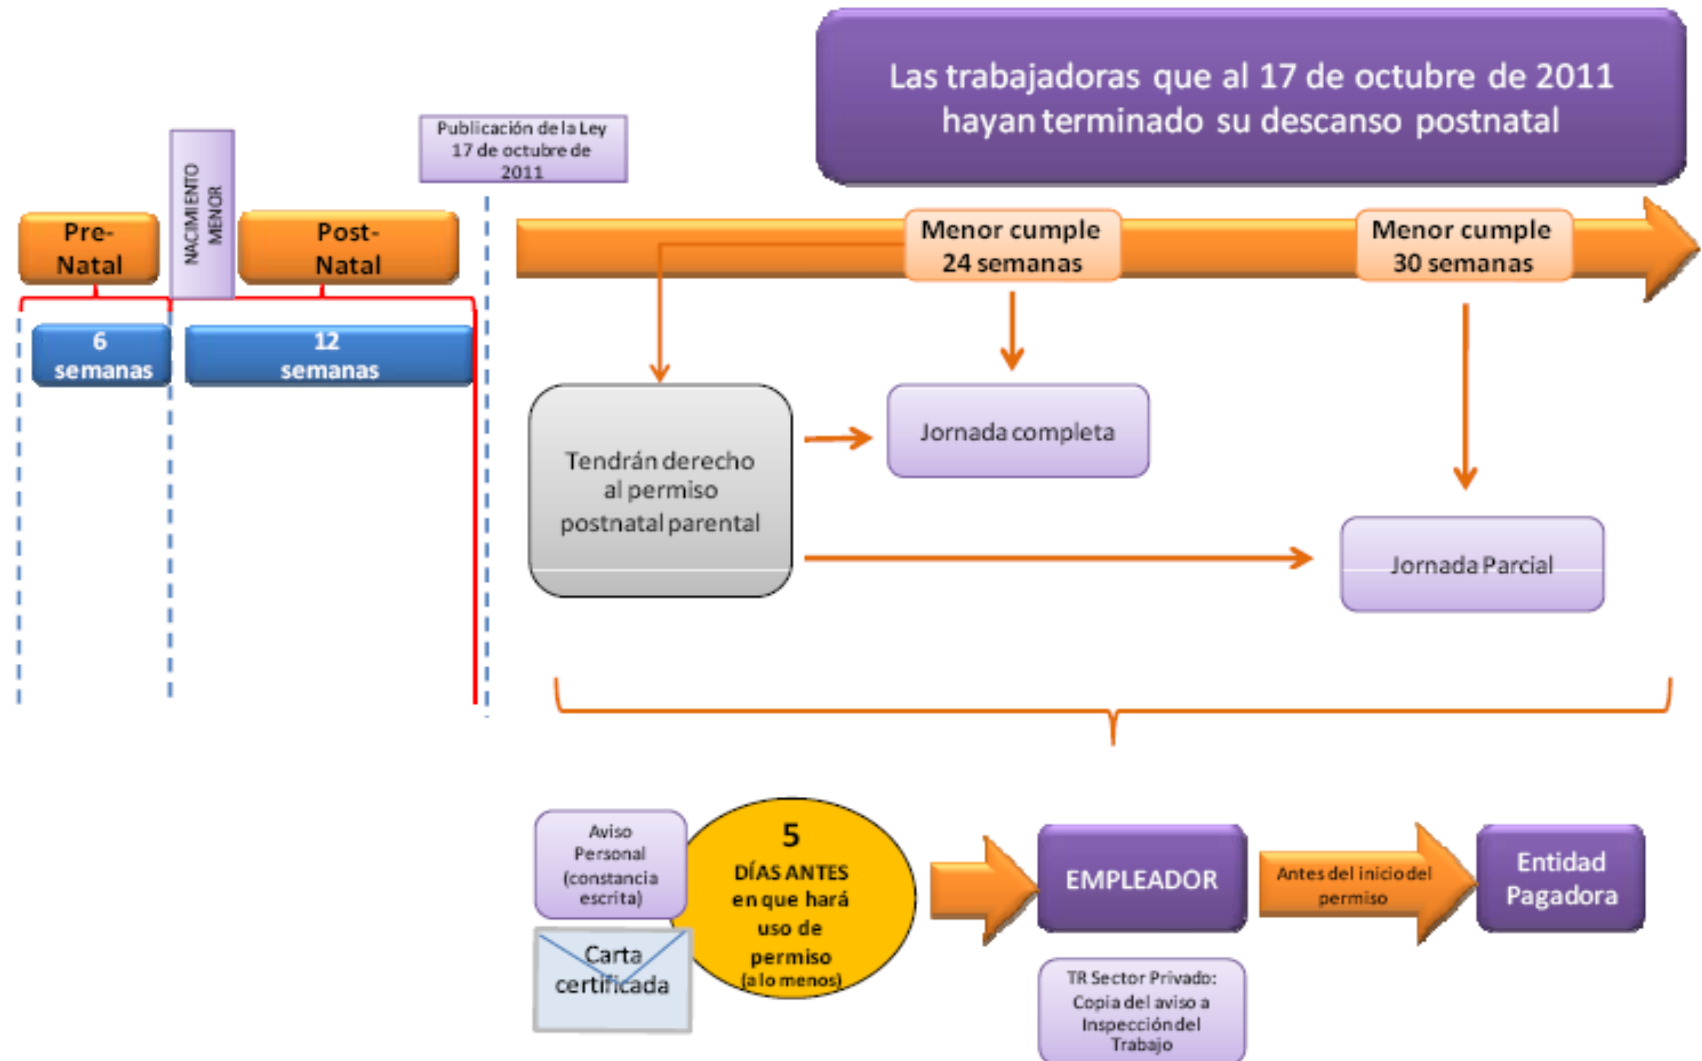 Las trabajadoras que al 17 de octubre de 2011
hayan terminado su descanso postnatal
Publicación de la Ley
17 de octubre de
2011
NACIMIENTO
MENOR
Pre-
Natal
Post-
Natal
Menor cumple
24 semanas
Menor cumple
30 semanas
6
semanas
12
semanas
Tendrán derecho
al permiso
postnatal parental
Jornada completa
Jornada Parcial
Aviso
Personal
(constancia
escrita)
Carta
certificada
5
DÍAS ANTES
en que hará
uso de
permiso
(a lo menos)
EMPLEADOR
Antes del inicio del
permiso
Entidad
Pagadora
TR Sector Privado:
Copia del aviso a
Inspección del
Trabajo